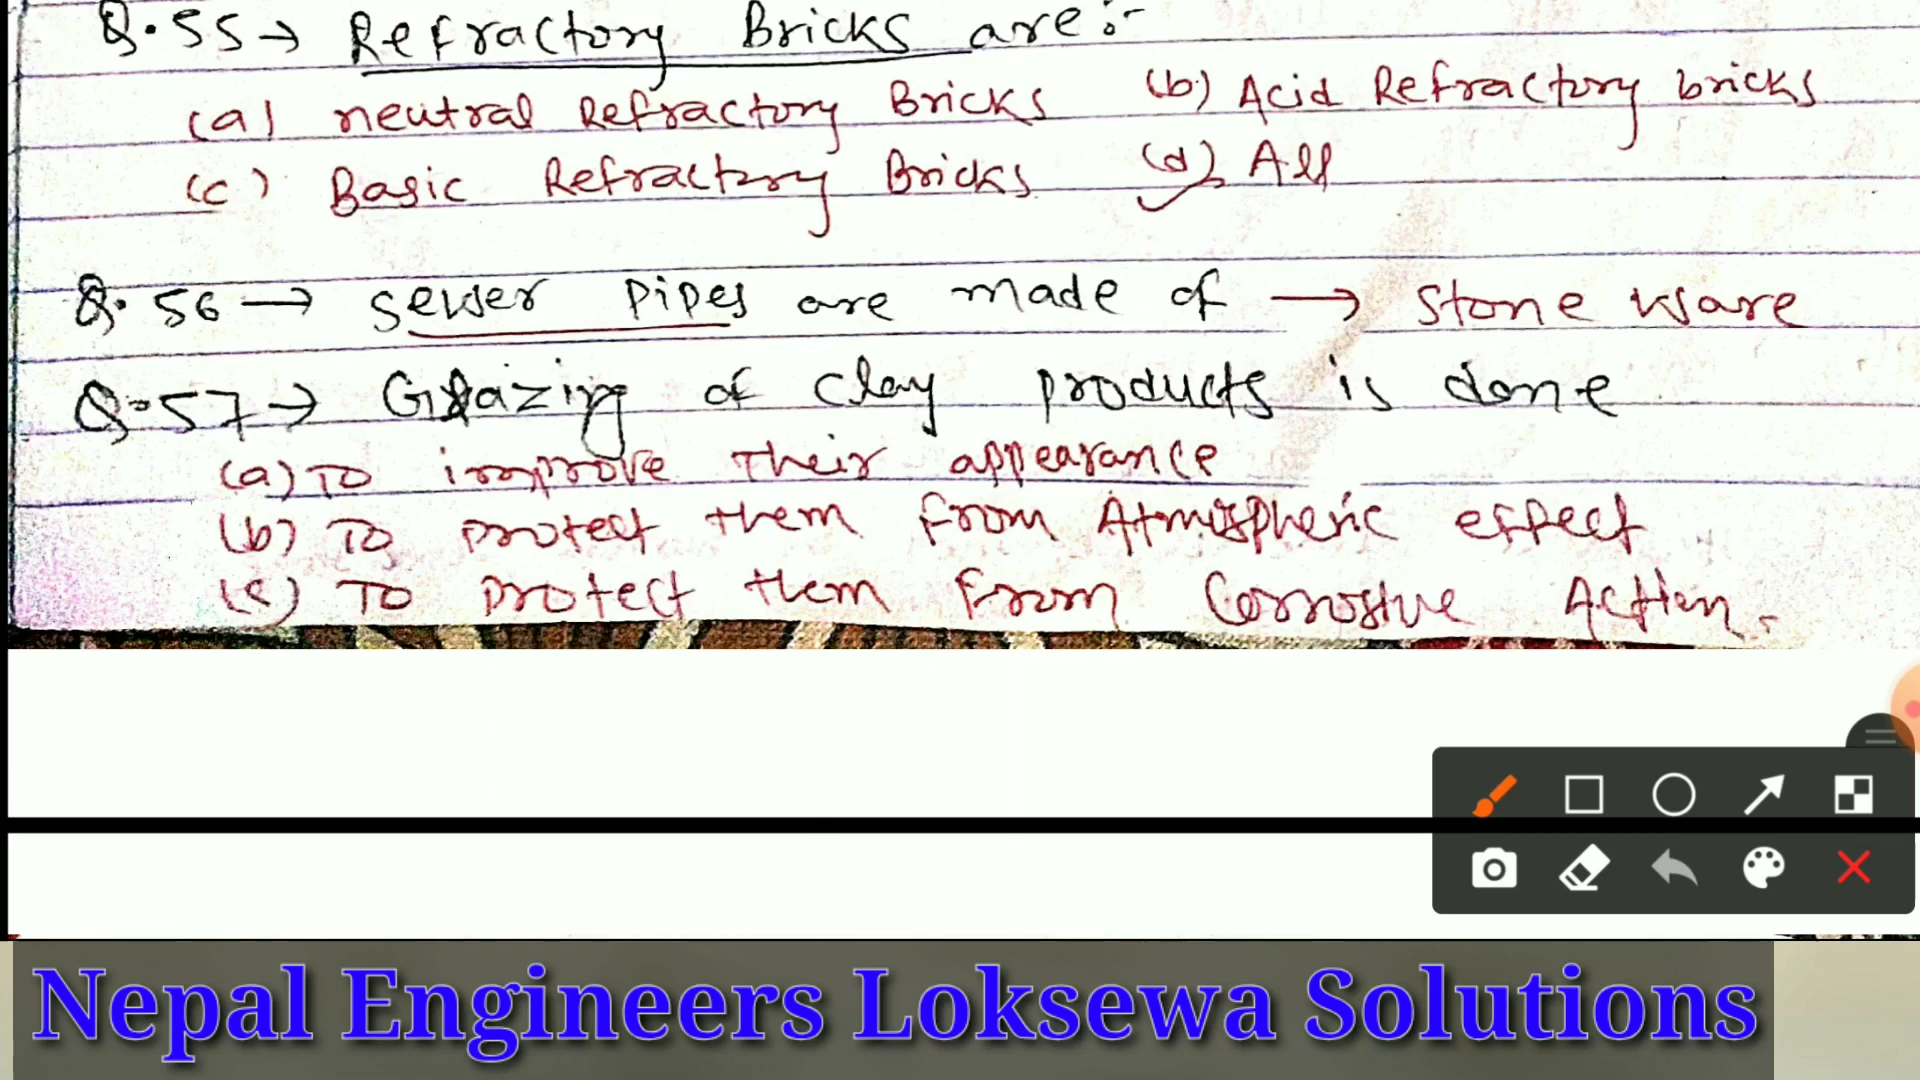 Q.55→ Refractory Bricks are:-
(a) neutral Refractory Bricks (b) Acid Refractory bricks
(c) Basic Refractory Bricks (d) All
Q.56→ Sewer Pipes are made of → Stone ware
Q.57→ Glazing of Clay products is done
(a) To improve their appearance
(b) To protect them from Atmospheric effect
(c) To protect them from Corrosive Action.
Nepal Engineers Loksewa Solutions